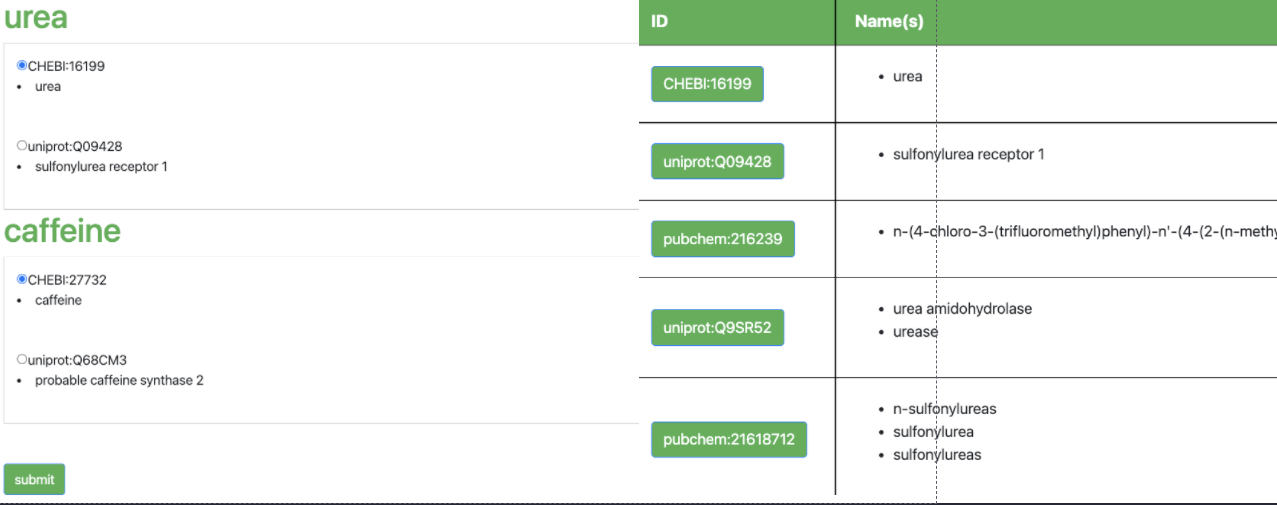 urea
CHEBI:16199
• urea
uniprot:Q09428
• sulfonylurea receptor 1
caffeine
CHEBI:27732
• caffeine
uniprot:Q68CM3
• probable caffeine synthase 2
submit
ID Name(s)
CHEBI:16199
• urea
uniprot:Q09428
• sulfonylurea receptor 1
pubchem:216239
• n-(4-chloro-3-(trifluoromethyl)phenyl)-n'-(4-(2-(n-methy
uniprot:Q9SR52
• urea amidohydrolase
• urease
pubchem:21618712
• n-sulfonylureas
• sulfonylurea
• sulfonylureas